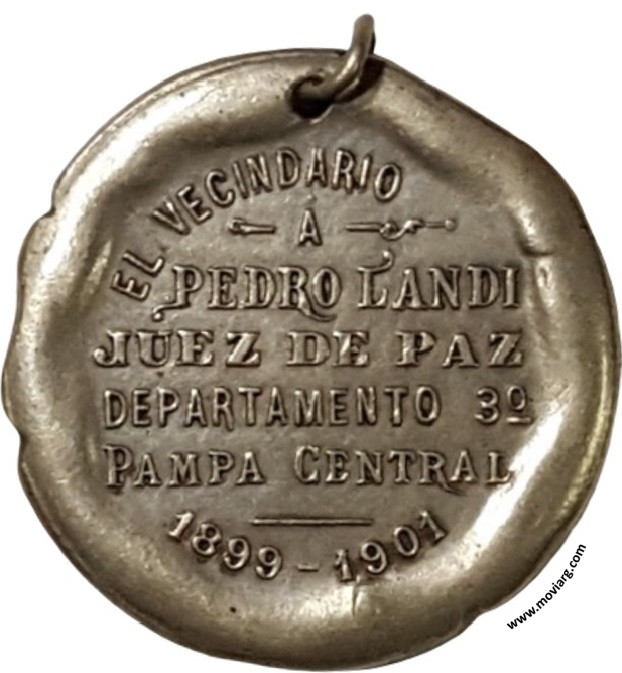 EL VECINDARIO
A
PEDRO LANDI
JUEZ DE PAZ
DEPARTAMENTO 3º
PAMPA CENTRAL
1899-1901
www.moviarg.com